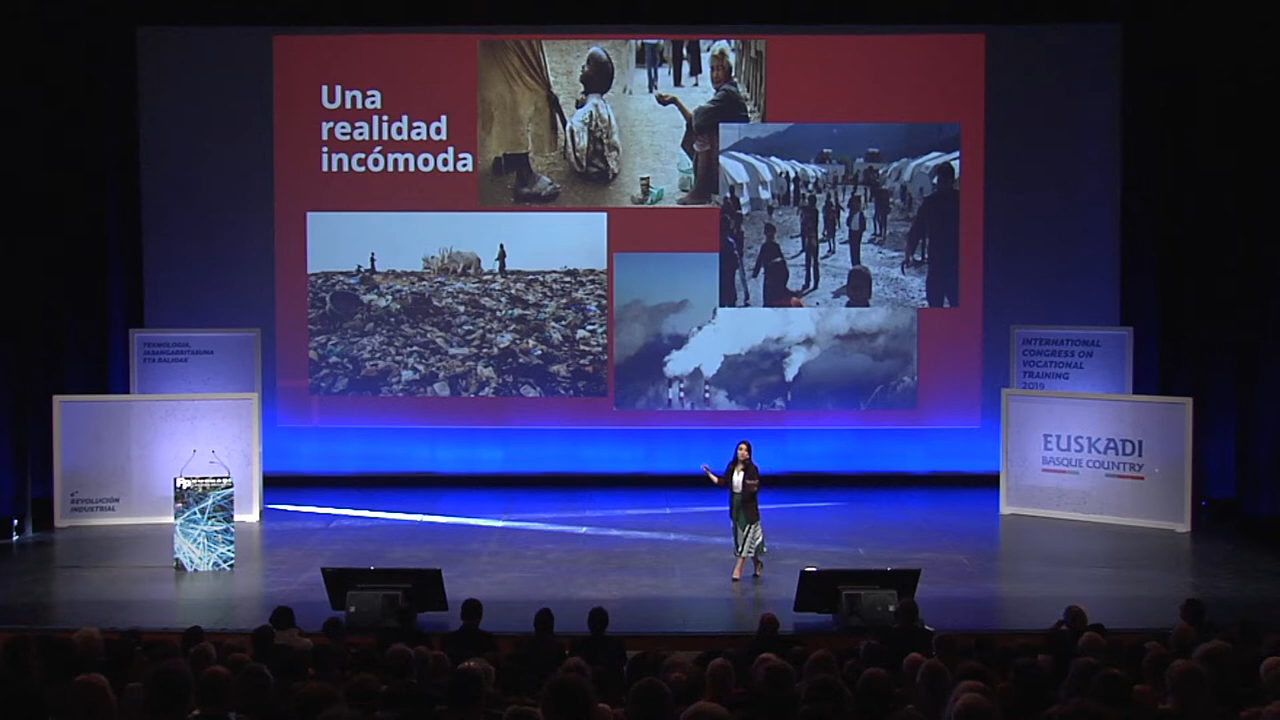 Una
realidad
incómoda
TEKNOLOGIA,
JASANGARRITASUNA
ETA BALIOAK
INTERNATIONAL
CONGRESS ON
VOCATIONAL
TRAINING
2019
EUSKADI
BASQUE COUNTRY
4ª
REVOLUCIÓN
INDUSTRIAL
Fp